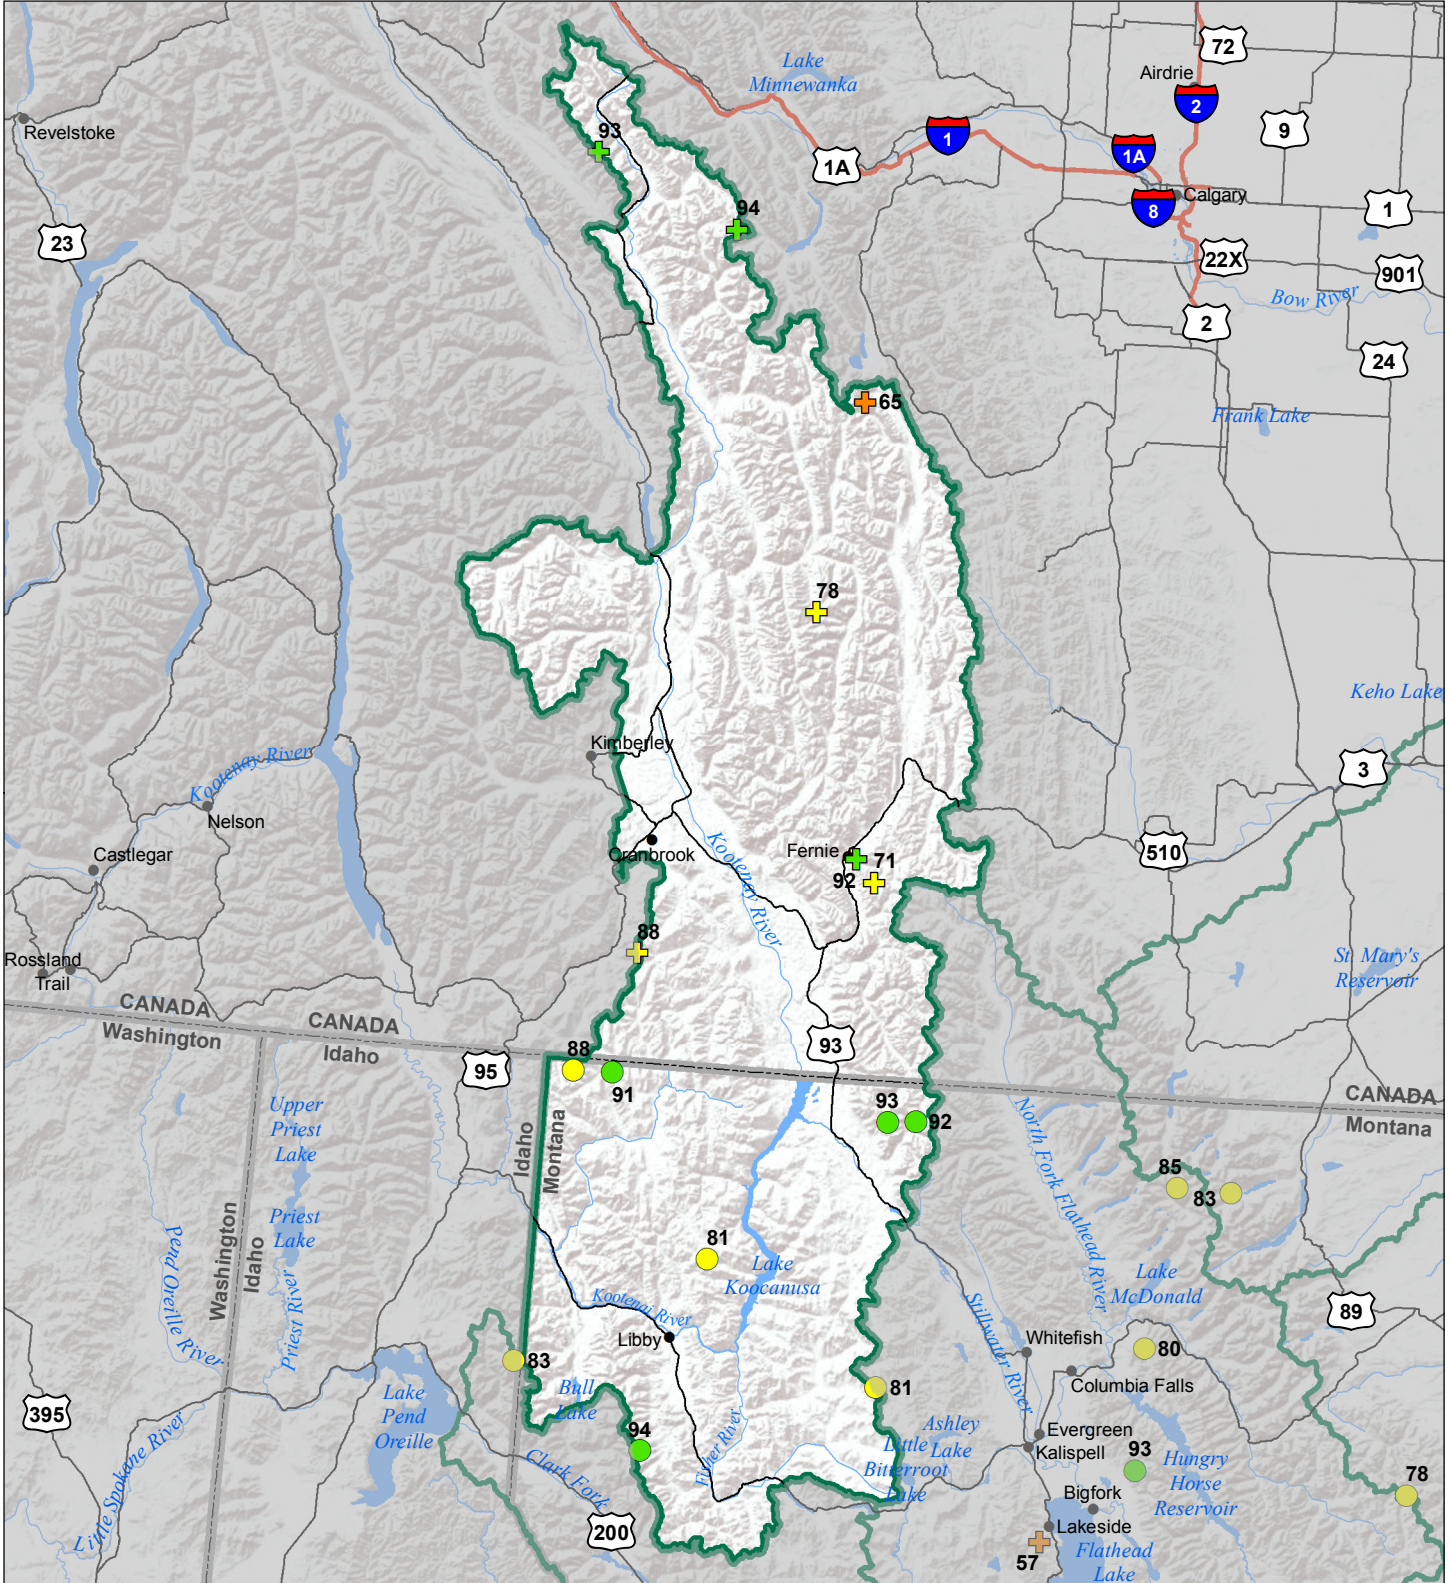 72
Airdrie
Lake
Minnewanka
2
9
Revelstoke
93
1
1A
1A
Calgary
8
1
94
23
22X
901
Bow River
2
24
65
Frank Lake
78
Keho Lake
Kimberley
Kootenay River
3
Nelson
Castlegar
Cranbrook
Kootenay River
Fernie
71
92
510
88
Rossland
Trail
St. Mary's
Reservoir
CANADA
Washington
CANADA
Idaho
93
88
95
91
CANADA
Montana
Upper
Priest
Lake
Idaho
Montana
93
92
North Fork Flathead River
85
83
Priest
Lake
Washington
Idaho
Pend Oreille River
Priest River
81
Lake
Koocanusa
Lake
McDonald
Kootenai River
Libby
Stillwater River
89
Whitefish
80
83
Columbia Falls
Bull
Lake
81
Lake
Pend
Oreille
395
Little Spokane River
94
Fisher River
Ashley
Lake
Evergreen
Kalispell
93
Little
Bitterroot
Lake
Hungry
Horse
Reservoir
Clark Fork
78
Bigfork
200
Lakeside
57
Flathead
Lake